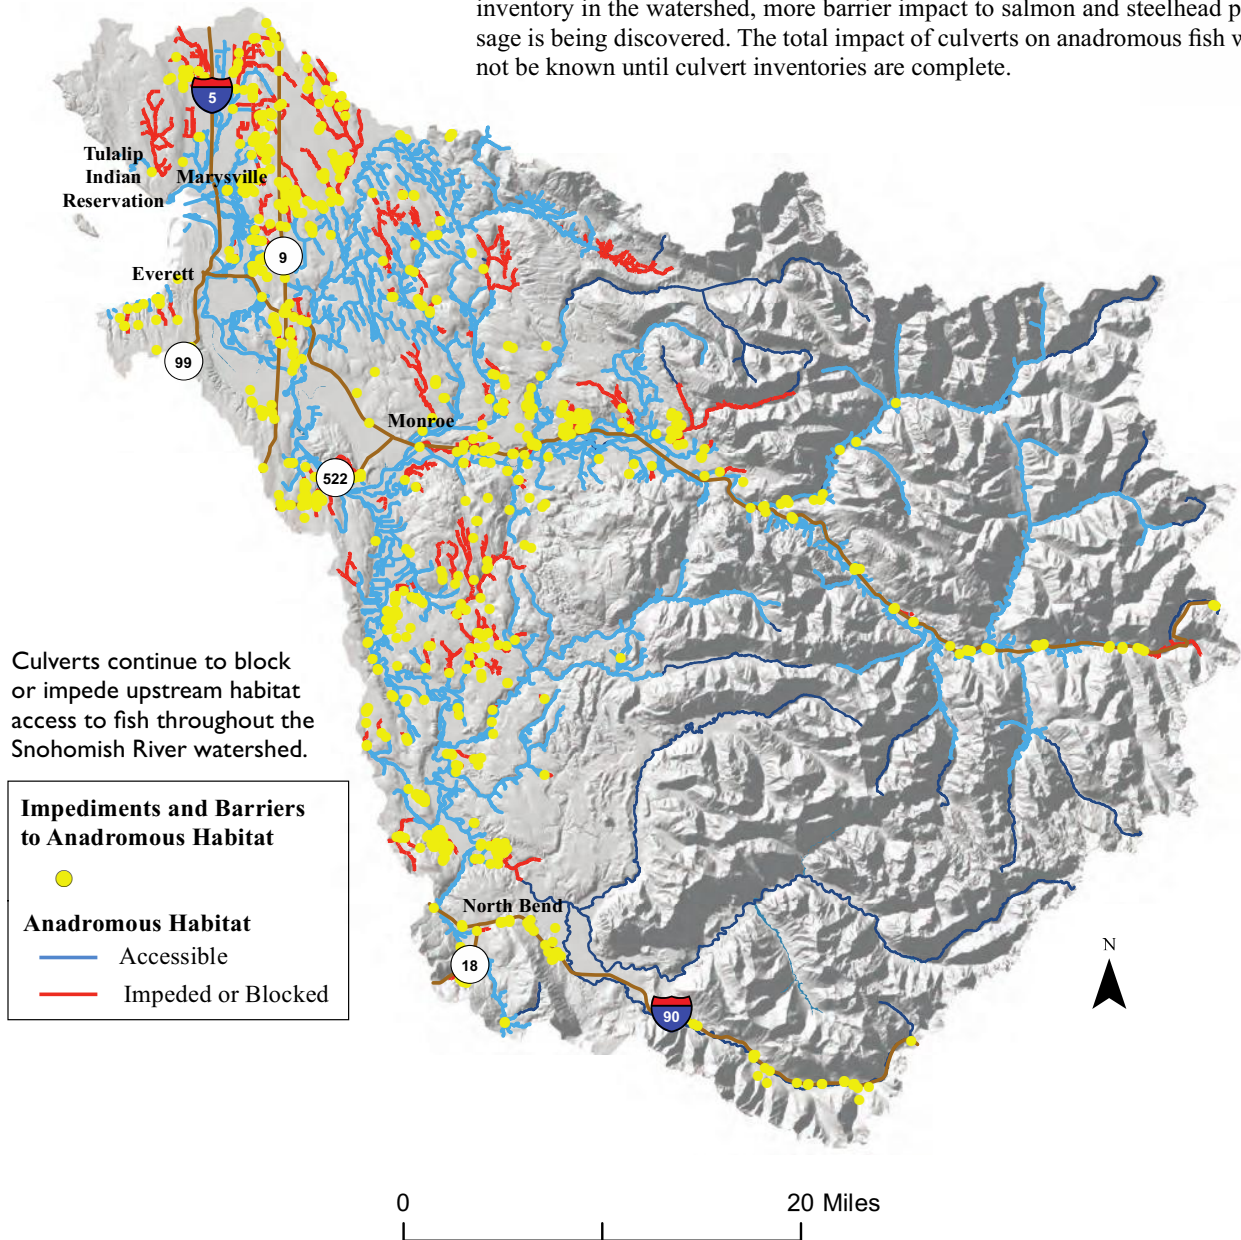 inventory in the watershed, more barrier impact to salmon and steelhead p
sage is being discovered. The total impact of culverts on anadromous fish w
not be known until culvert inventories are complete.
5
Tulalip
Indian
Reservation
Marysville
9
Everett
99
Monroe
522
Culverts continue to block
or impede upstream habitat
access to fish throughout the
Snohomish River watershed.
Impediments and Barriers
to Anadromous Habitat
Anadromous Habitat
Accessible
Impeded or Blocked
North Bend
18
90
N
0
20 Miles